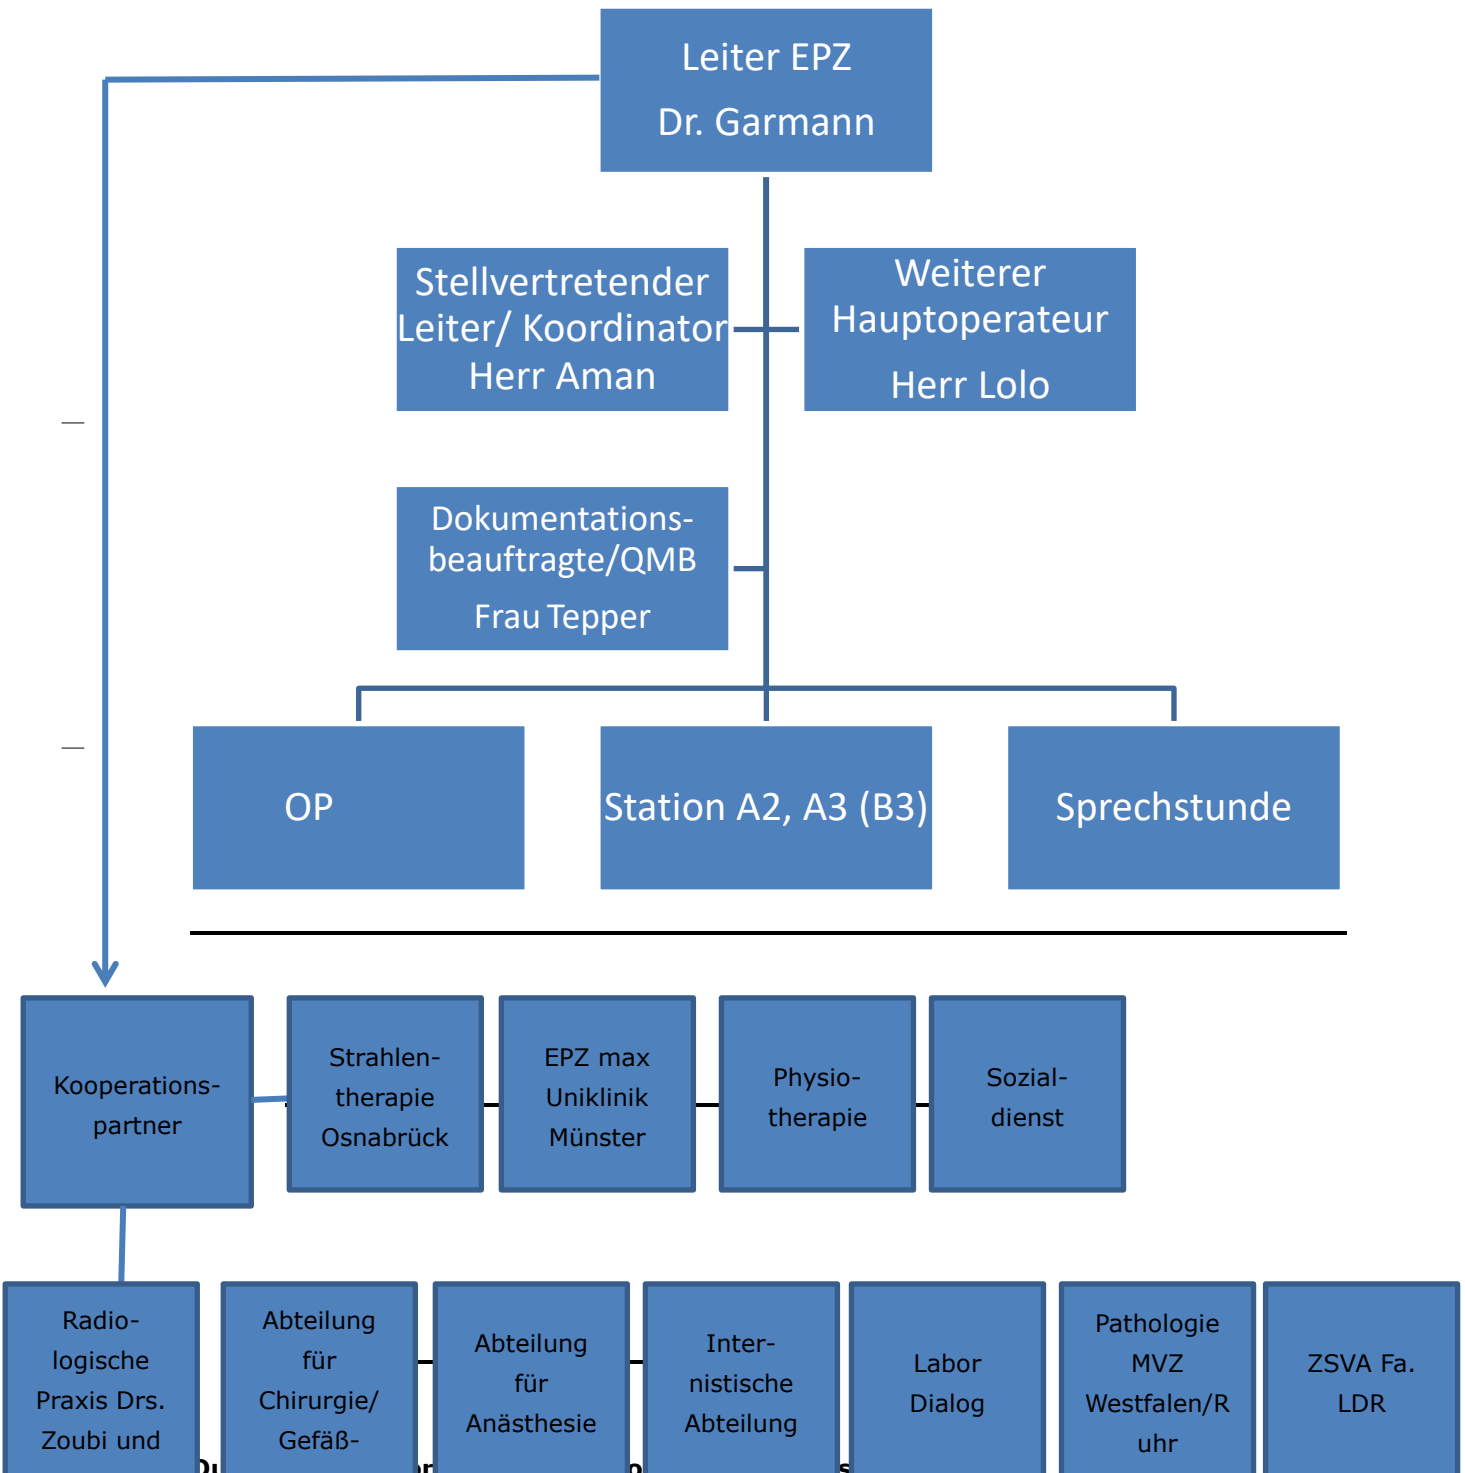 Leiter EPZ
Dr. Garmann
Stellvertretender
Leiter/ Koordinator
Herr Aman
Weiterer
Hauptoperateur
Herr Lolo
Dokumentations-
beauftragte/QMB
Frau Tepper
OP
Station A2, A3 (B3)
Sprechstunde
Kooperations-
partner
Strahlen-
therapie
Osnabrück
EPZ max
Uniklinik
Münster
Physio-
therapie
Sozial-
dienst
Radio-
logische
Praxis Drs.
Zoubi und
Abteilung
für
Chirurgie/
Gefäß-
Abteilung
für
Anästhesie
Inter-
nistische
Abteilung
Labor
Dialog
Pathologie
MVZ
Westfalen/R
uhr
ZSVA Fa.
LDR